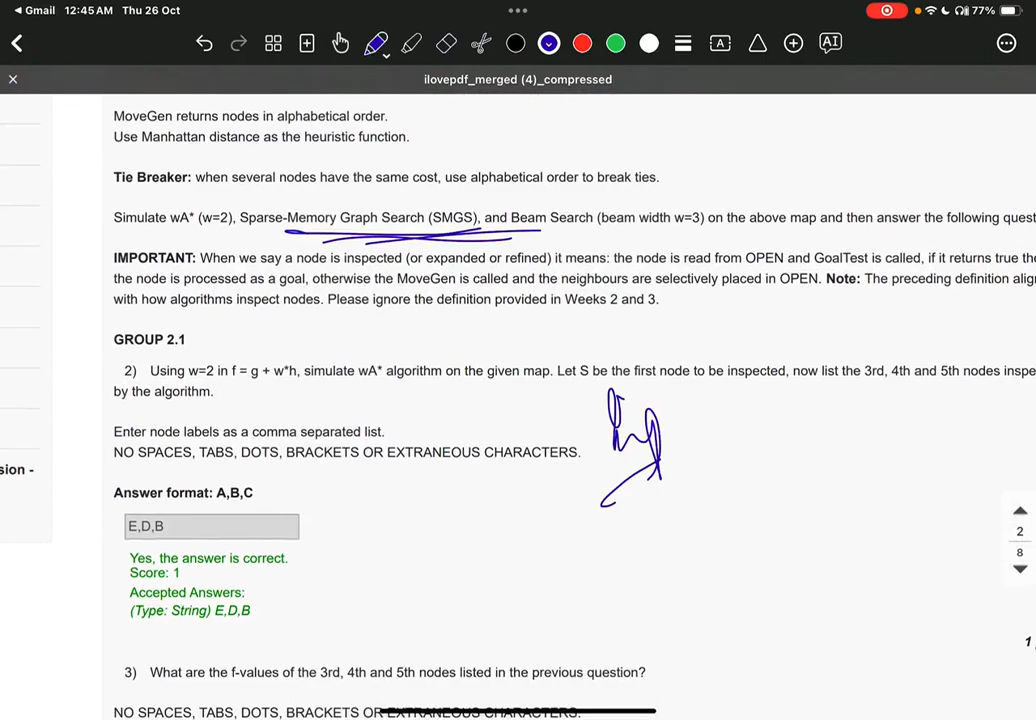 ◀ Gmail 12:45 AM Thu 26 Oct 77%
A AI
ilovepdf_merged (4)_compressed
MoveGen returns nodes in alphabetical order.
Use Manhattan distance as the heuristic function.
Tie Breaker: when several nodes have the same cost, use alphabetical order to break ties.
Simulate wA* (w=2), Sparse-Memory Graph Search (SMGS), and Beam Search (beam width w=3) on the above map and then answer the following quest
IMPORTANT: When we say a node is inspected (or expanded or refined) it means: the node is read from OPEN and GoalTest is called, if it returns true the
the node is processed as a goal, otherwise the MoveGen is called and the neighbours are selectively placed in OPEN. Note: The preceding definition alig
with how algorithms inspect nodes. Please ignore the definition provided in Weeks 2 and 3.
GROUP 2.1
2) Using w=2 in f = g + w*h, simulate wA* algorithm on the given map. Let S be the first node to be inspected, now list the 3rd, 4th and 5th nodes inspe
by the algorithm.
Enter node labels as a comma separated list.
NO SPACES, TABS, DOTS, BRACKETS OR EXTRANEOUS CHARACTERS.
sion -
Answer format: A,B,C
E,D,B
2
8
Yes, the answer is correct.
Score: 1
Accepted Answers:
(Type: String) E,D,B
1
3) What are the f-values of the 3rd, 4th and 5th nodes listed in the previous question?
NO SPACES, TABS, DOTS, BRACKETS OR EXTRANEOUS CHARACTERS.